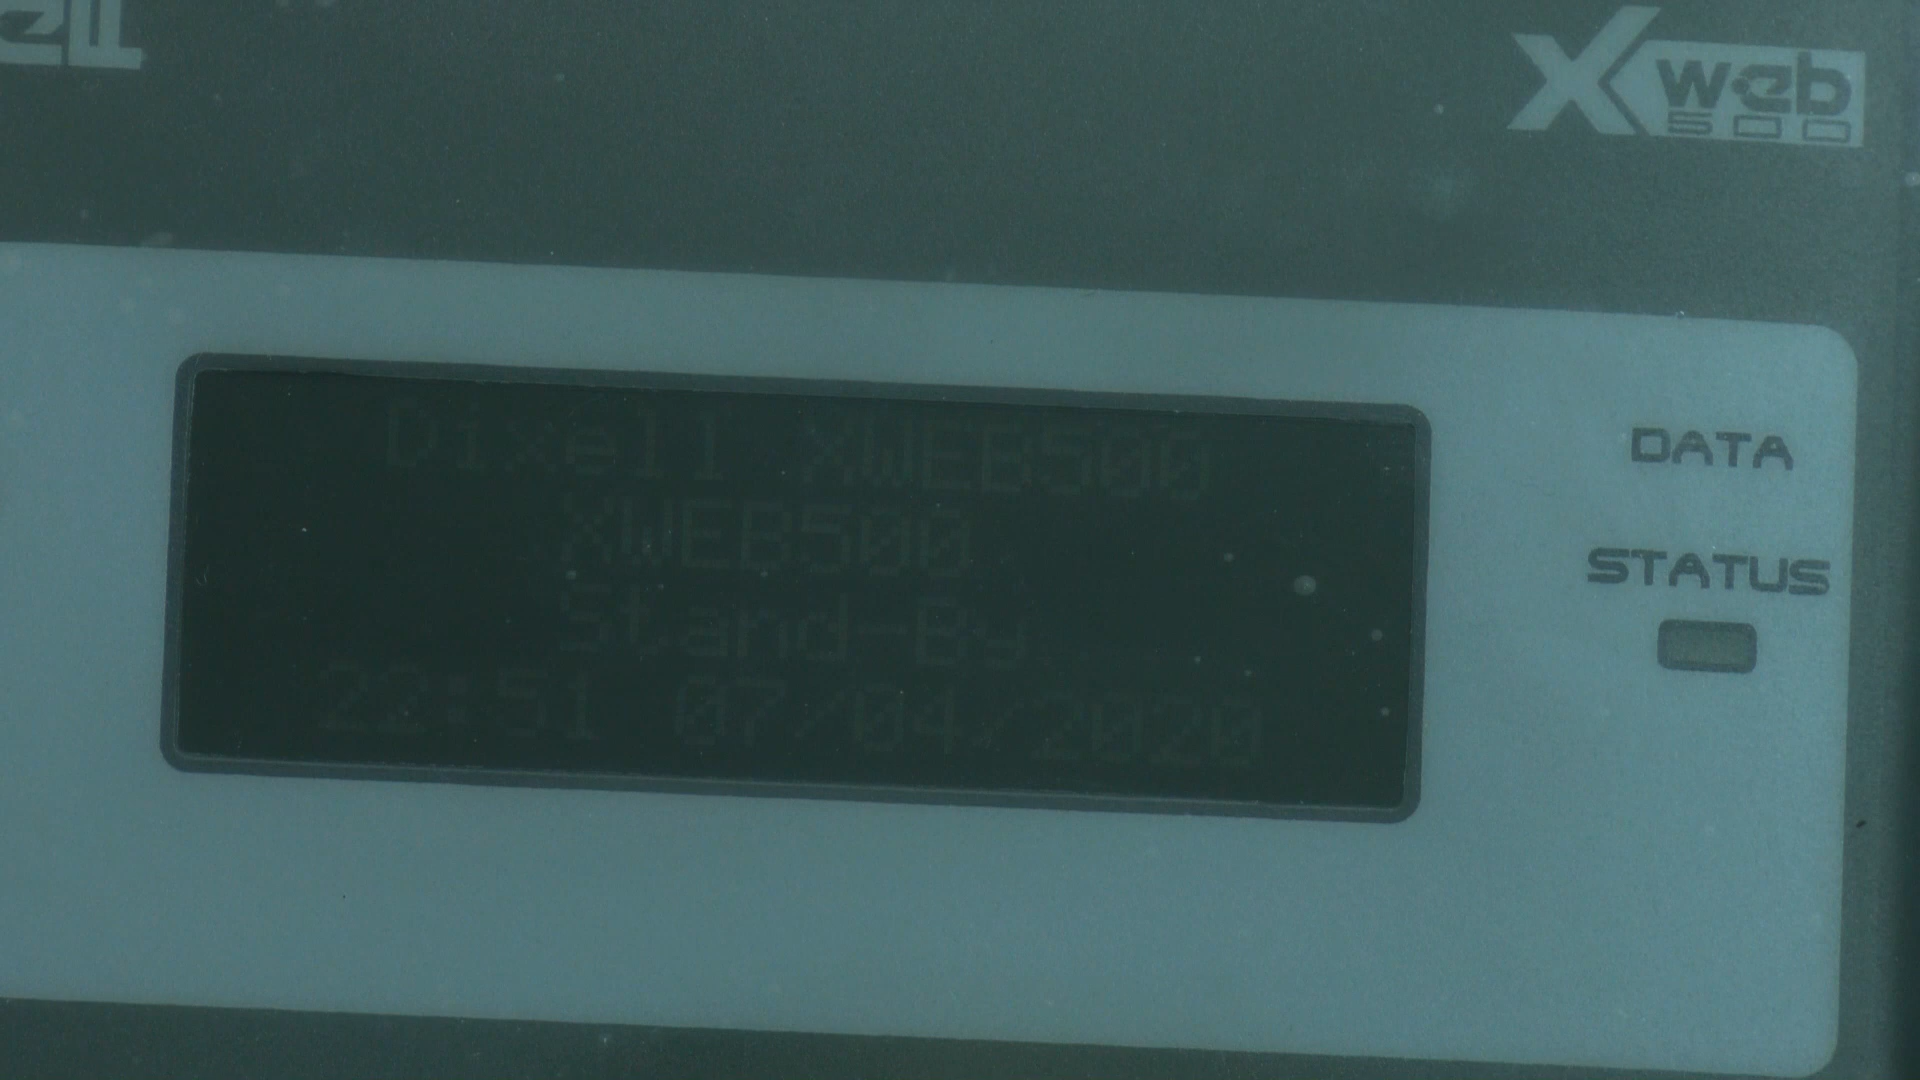 Xweb
500
Dixell XWEB500
XWEB500
Stand-By
22:51 07/04/2020
DATA
STATUS